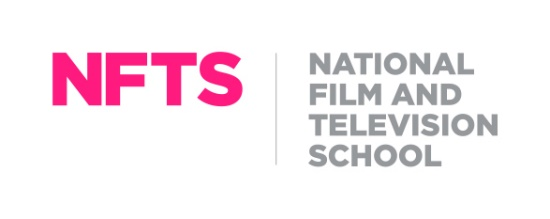 NFTS
NATIONAL
FILM AND
TELEVISION
SCHOOL